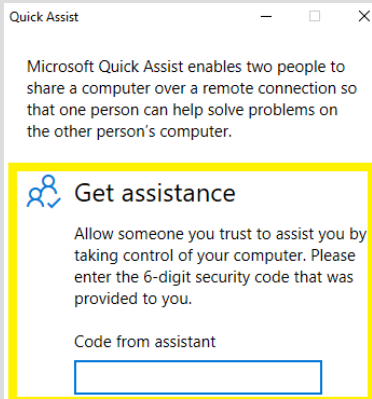 Quick Assist
Microsoft Quick Assist enables two people to
share a computer over a remote connection so
that one person can help solve problems on
the other person's computer.
Get assistance
Allow someone you trust to assist you by
taking control of your computer. Please
enter the 6-digit security code that was
provided to you.
Code from assistant